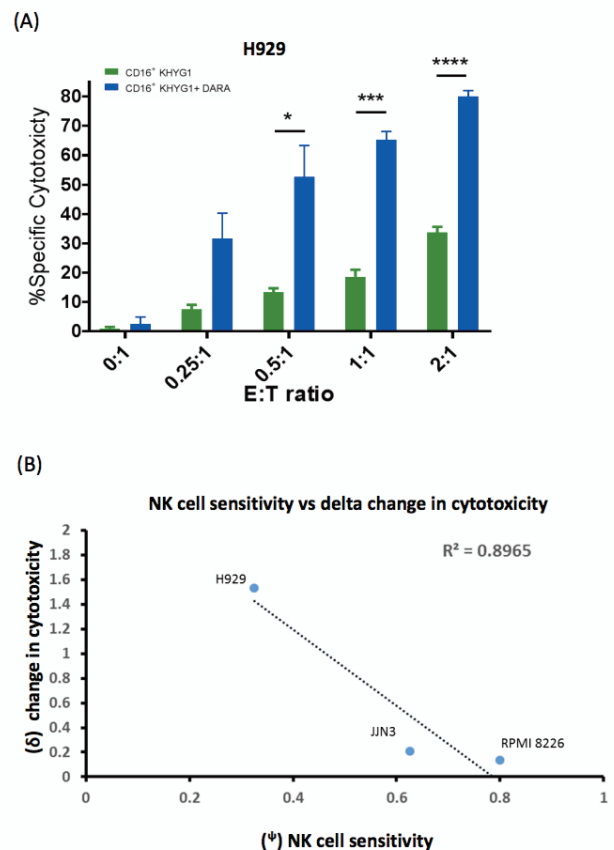 (A)
H929
CD16⁺ KHYG1
CD16⁺ KHYG1+ DARA
%Specific Cytotoxicty
80
70
60
50
40
30
20
10
0
*
***
****
0:1
0.25:1
0.5:1
1:1
2:1
E:T ratio
(B)
NK cell sensitivity vs delta change in cytotoxicity
R² = 0.8965
(δ) change in cytotoxicity
2
1.8
1.6
1.4
1.2
1
0.8
0.6
0.4
0.2
0
H929
JJN3
RPMI 8226
0
0.2
0.4
0.6
0.8
1
(ᴪ) NK cell sensitivity